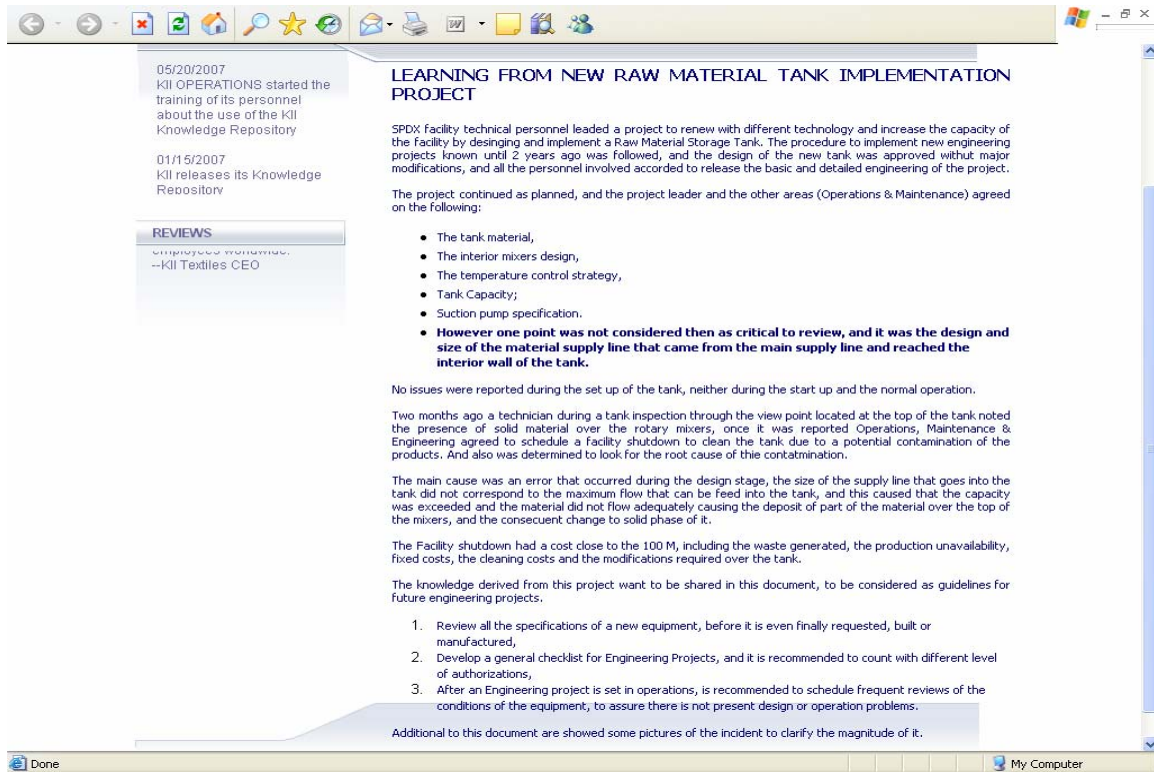 05/20/2007
KII OPERATIONS started the
training of its personnel
about the use of the KII
Knowledge Repository
01/15/2007
KII releases its Knowledge
Repository
REVIEWS
employees worldwide.
--KII Textiles CEO
LEARNING FROM NEW RAW MATERIAL TANK IMPLEMENTATION
PROJECT
SPDX facility technical personnel leaded a project to renew with different technology and increase the capacity of
the facility by desinging and implement a Raw Material Storage Tank. The procedure to implement new engineering
projects known until 2 years ago was followed, and the design of the new tank was approved withut major
modifications, and all the personnel involved accorded to release the basic and detailed engineering of the project.
The project continued as planned, and the project leader and the other areas (Operations & Maintenance) agreed
on the following:
• The tank material,
• The interior mixers design,
• The temperature control strategy,
• Tank Capacity;
• Suction pump specification.
• However one point was not considered then as critical to review, and it was the design and
size of the material supply line that came from the main supply line and reached the
interior wall of the tank.
No issues were reported during the set up of the tank, neither during the start up and the normal operation.
Two months ago a technician during a tank inspection through the view point located at the top of the tank noted
the presence of solid material over the rotary mixers, once it was reported Operations, Maintenance &
Engineering agreed to schedule a facility shutdown to clean the tank due to a potential contamination of the
products. And also was determined to look for the root cause of thie contatmination.
The main cause was an error that occurred during the design stage, the size of the supply line that goes into the
tank did not correspond to the maximum flow that can be feed into the tank, and this caused that the capacity
was exceeded and the material did not flow adequately causing the deposit of part of the material over the top of
the mixers, and the consecuent change to solid phase of it.
The Facility shutdown had a cost close to the 100 M, including the waste generated, the production unavailability,
fixed costs, the cleaning costs and the modifications required over the tank.
The knowledge derived from this project want to be shared in this document, to be considered as guidelines for
future engineering projects.
1. Review all the specifications of a new equipment, before it is even finally requested, built or
manufactured,
2. Develop a general checklist for Engineering Projects, and it is recommended to count with different level
of authorizations,
3. After an Engineering project is set in operations, is recommended to schedule frequent reviews of the
conditions of the equipment, to assure there is not present design or operation problems.
Additional to this document are showed some pictures of the incident to clarify the magnitude of it.
Done
My Computer